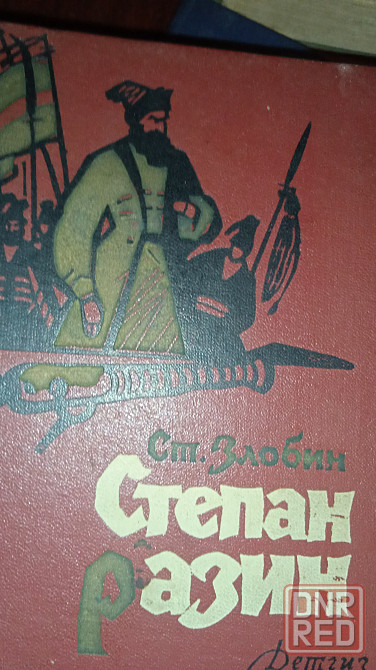 Ст. Злобин
Степан
Разин
Детгиз
DNR
RED